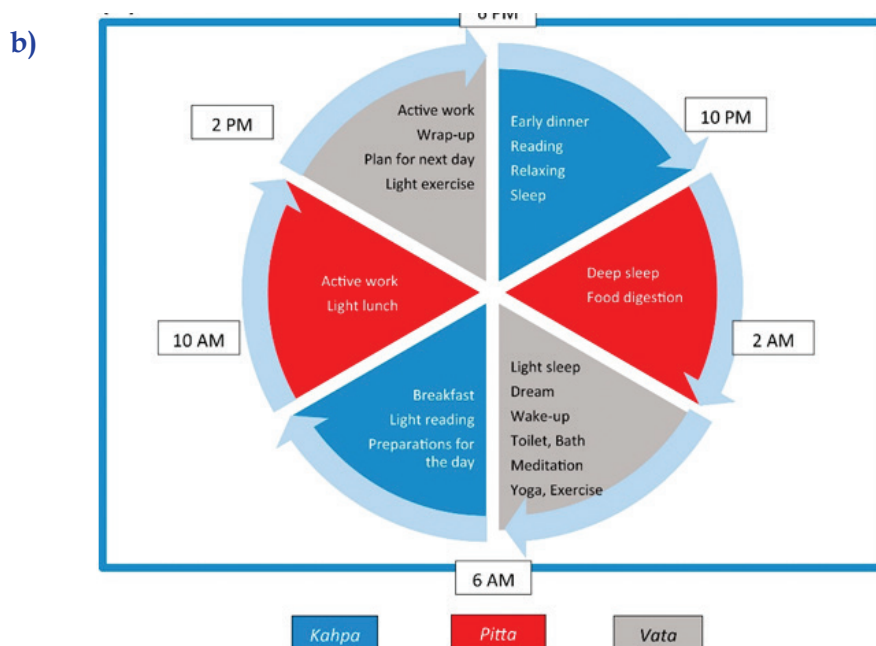 b)
6 PM
Active work
Wrap-up
Plan for next day
Light exercise
2 PM
Early dinner
Reading
Relaxing
Sleep
10 PM
Active work
Light lunch
Deep sleep
Food digestion
10 AM
2 AM
Breakfast
Light reading
Preparations for
the day
Light sleep
Dream
Wake-up
Toilet, Bath
Meditation
Yoga, Exercise
6 AM
Kahpa
Pitta
Vata